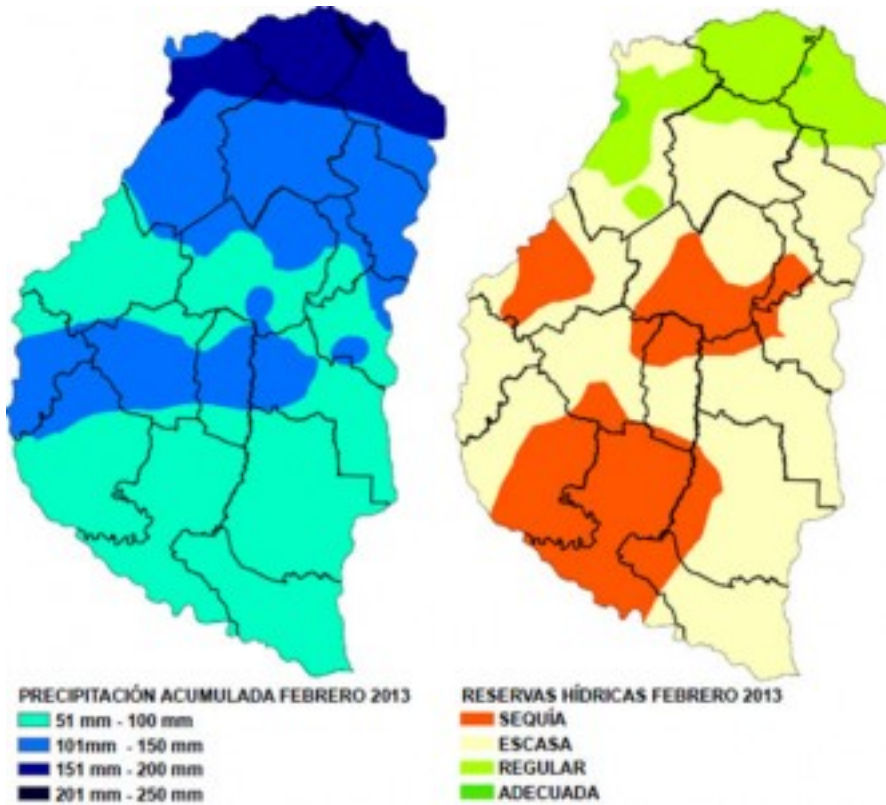 PRECIPITACIÓN ACUMULADA FEBRERO 2013
51 mm - 100 mm
101mm - 150 mm
151 mm - 200 mm
201 mm - 250 mm
RESERVAS HÍDRICAS FEBRERO 2013
SEQUÍA
ESCASA
REGULAR
ADECUADA